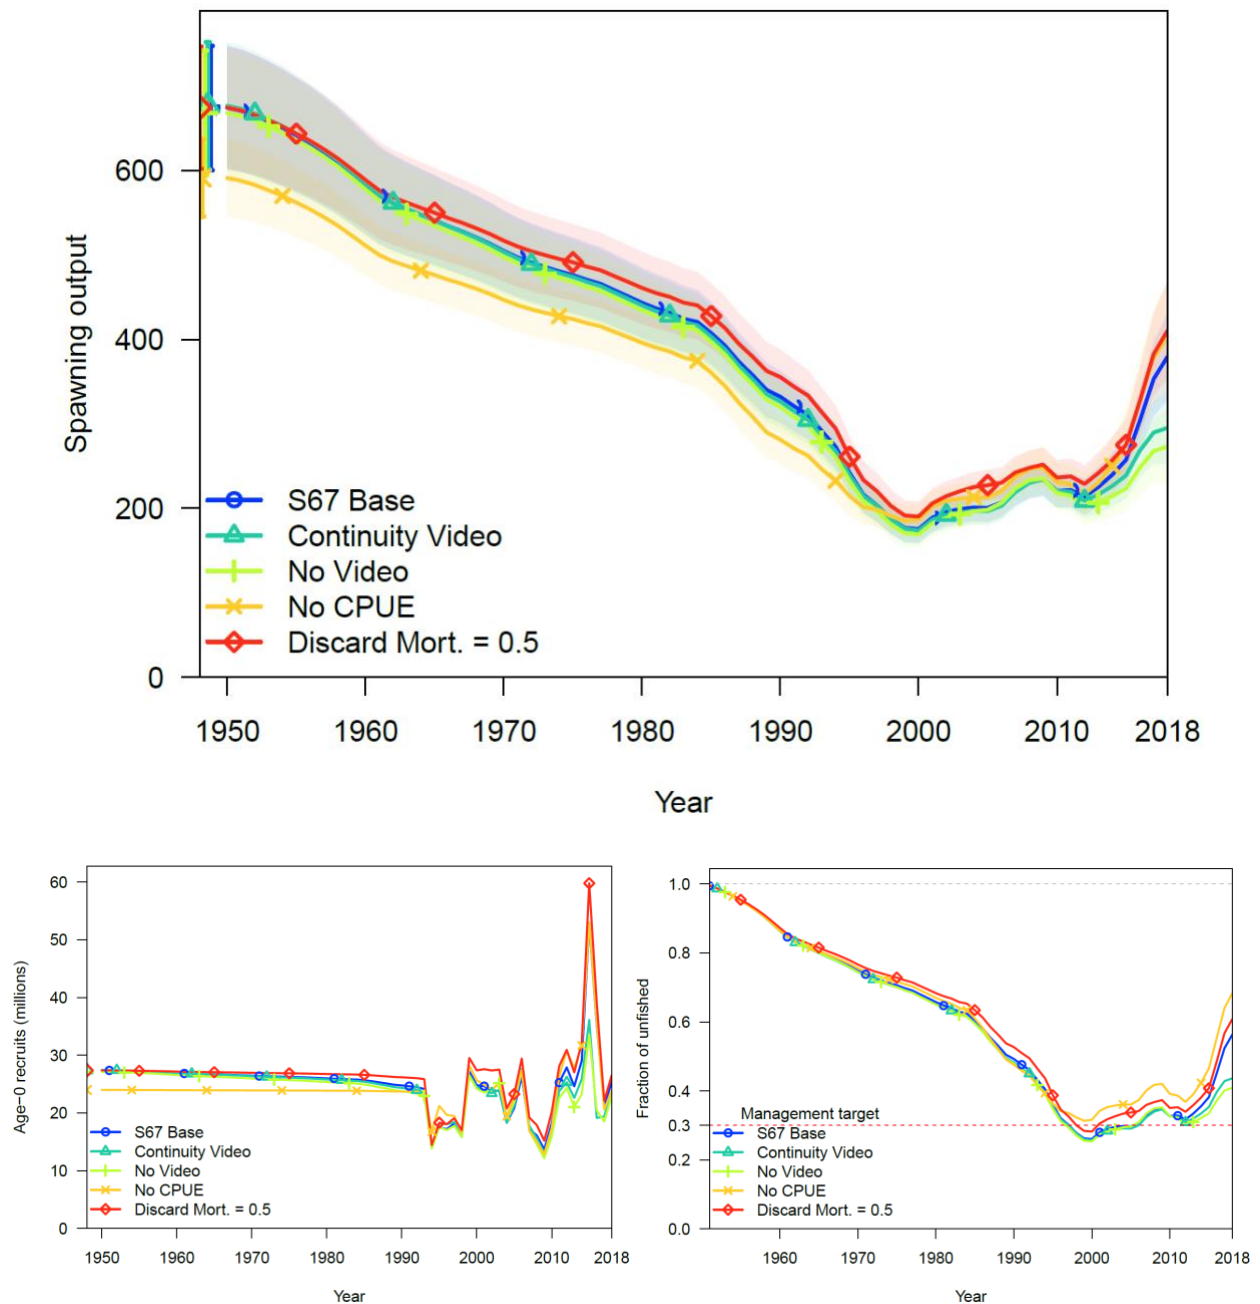 Spawning output
600
400
200
0
S67 Base
Continuity Video
No Video
No CPUE
Discard Mort. = 0.5
1950 1960 1970 1980 1990 2000 2010 2018
Year
Age−0 recruits (millions)
60
50
40
30
20
10
0
S67 Base
Continuity Video
No Video
No CPUE
Discard Mort. = 0.5
1950 1960 1970 1980 1990 2000 2010 2018
Year
Fraction of unfished
1.0
0.8
0.6
0.4
0.3
0.2
0.0
Management target
S67 Base
Continuity Video
No Video
No CPUE
Discard Mort. = 0.5
1960 1970 1980 1990 2000 2010 2018
Year